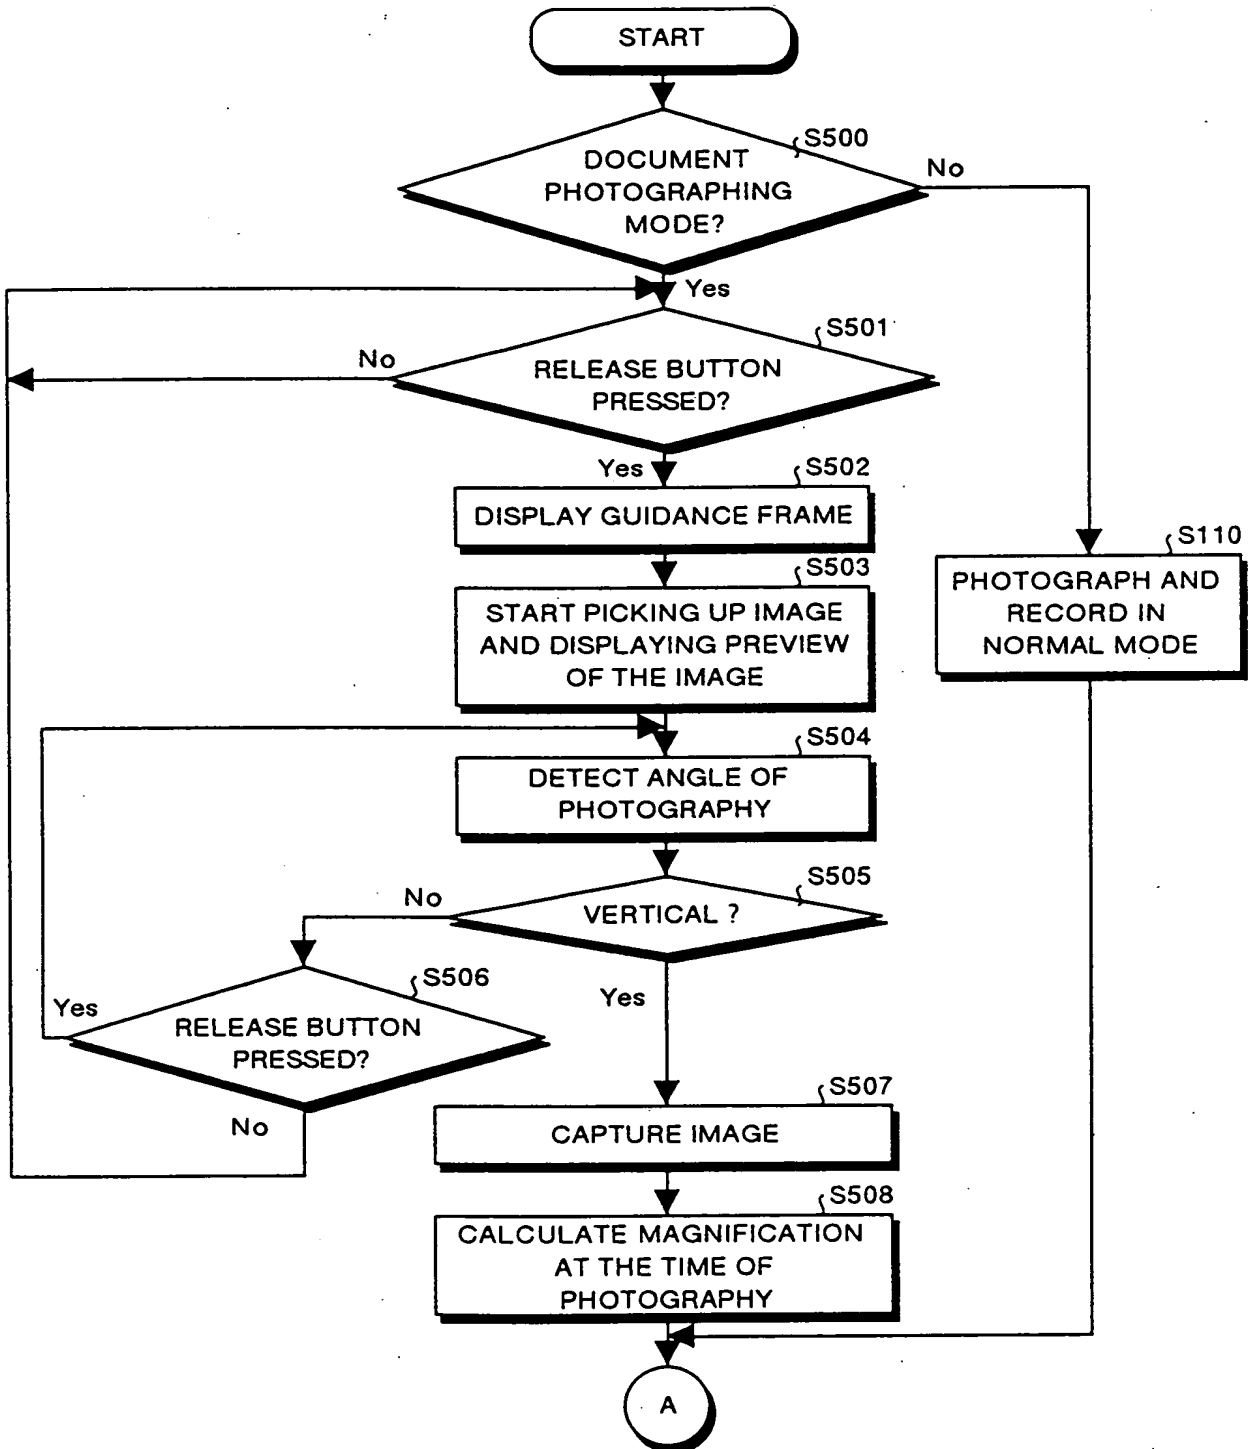 START
S500
DOCUMENT
PHOTOGRAPHING
MODE?
No
Yes
S501
No
RELEASE BUTTON
PRESSED?
Yes
S502
DISPLAY GUIDANCE FRAME
S110
PHOTOGRAPH AND
RECORD IN
NORMAL MODE
S503
START PICKING UP IMAGE
AND DISPLAYING PREVIEW
OF THE IMAGE
S504
DETECT ANGLE OF
PHOTOGRAPHY
S505
No
VERTICAL ?
S506
Yes
Yes
RELEASE BUTTON
PRESSED?
No
S507
CAPTURE IMAGE
S508
CALCULATE MAGNIFICATION
AT THE TIME OF
PHOTOGRAPHY
A